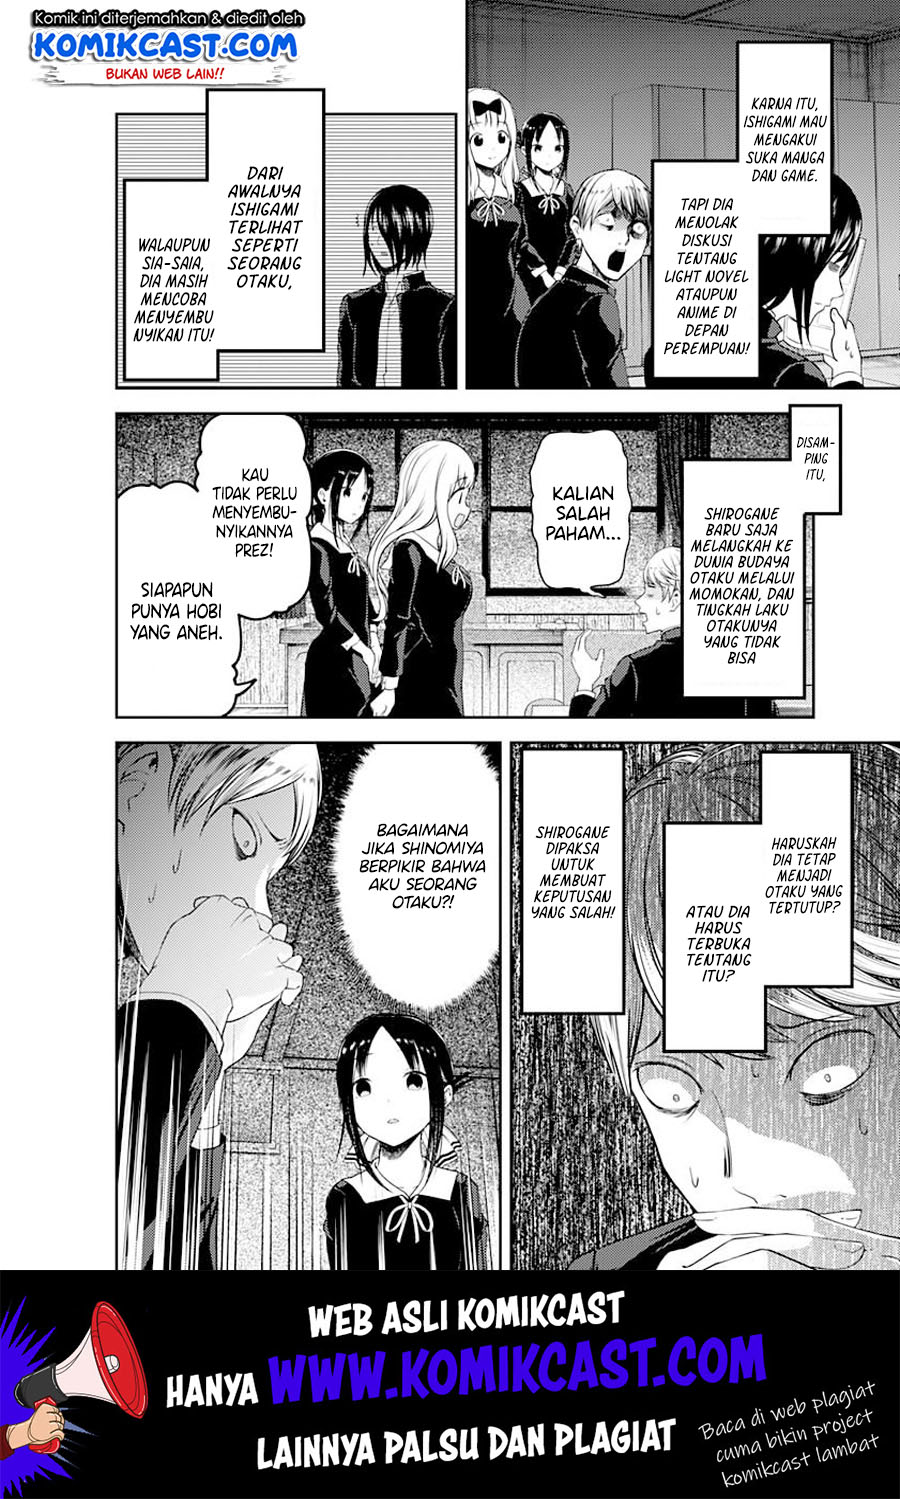 Komik ini diterjemahkan & diedit oleh
KOMIKCAST.COM
BUKAN WEB LAIN!!
KARNA ITU,
ISHIGAMI MAU
MENGAKUI
SUKA MANGA
DAN GAME.
TAPI DIA
MENOLAK
DISKUSI
TENTANG
LIGHT NOVEL
ATAUPUN
ANIME DI
DEPAN
PEREMPUAN!
DARI
AWALNYA
ISHIGAMI
TERLIHAT
SEPERTI
SEORANG
OTAKU,
WALAUPUN
SIA-SAIA,
DIA MASIH
MENCOBA
MENYEMBU
NYIKAN ITU!
DISAM-
PING
ITU,
SHIROGANE
BARU SAJA
MELANGKAH KE
DUNIA BUDAYA
OTAKU MELALUI
MOMOKAN, DAN
TINGKAH LAKU
OTAKUNYA
YANG TIDAK
BISA
KALIAN
SALAH
PAHAM...
KAU
TIDAK PERLU
MENYEMBU-
NYIKANNYA
PREZ!
SIAPAPUN
PUNYA HOBI
YANG ANEH.
HARUSKAH
DIA TETAP
MENJADI
OTAKU YANG
TERTUTUP?
ATAU DIA
HARUS
TERBUKA
TENTANG
ITU?
SHIROGANE
DIPAKSA
UNTUK
MEMBUAT
KEPUTUSAN
YANG SALAH!
BAGAIMANA
JIKA SHINOMIYA
BERPIKIR BAHWA
AKU SEORANG
OTAKU?!
WEB ASLI KOMIKCAST
HANYA WWW.KOMIKCAST.COM
LAINNYA PALSU DAN PLAGIAT
Baca di web plagiat
cuma bikin project
komikcast lambat